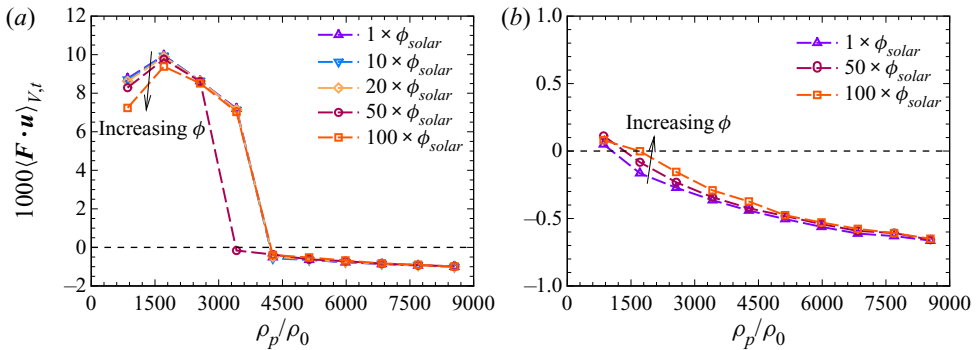 (a)
12
10
8
6
4
2
0
−2
1000⟨F · u⟩V,t
1 × ϕsolar
10 × ϕsolar
20 × ϕsolar
50 × ϕsolar
100 × ϕsolar
Increasing ϕ
0 1500 3000 4500 6000 7500 9000
ρp/ρ0
(b)
1.0
0.5
0
−0.5
−1.0
1 × ϕsolar
50 × ϕsolar
100 × ϕsolar
Increasing ϕ
0 1500 3000 4500 6000 7500 9000
ρp/ρ0